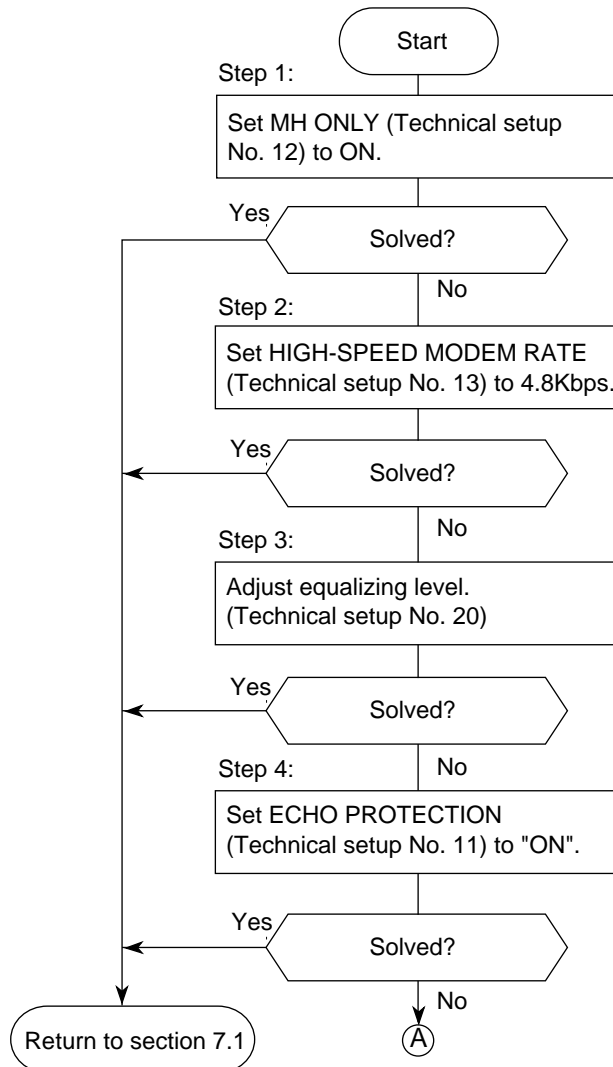 Start
Step 1:
Set MH ONLY (Technical setup
No. 12) to ON.
Yes
Solved?
No
Step 2:
Set HIGH-SPEED MODEM RATE
(Technical setup No. 13) to 4.8Kbps.
Yes
Solved?
No
Step 3:
Adjust equalizing level.
(Technical setup No. 20)
Yes
Solved?
No
Step 4:
Set ECHO PROTECTION
(Technical setup No. 11) to "ON".
Yes
Solved?
No
Return to section 7.1
A